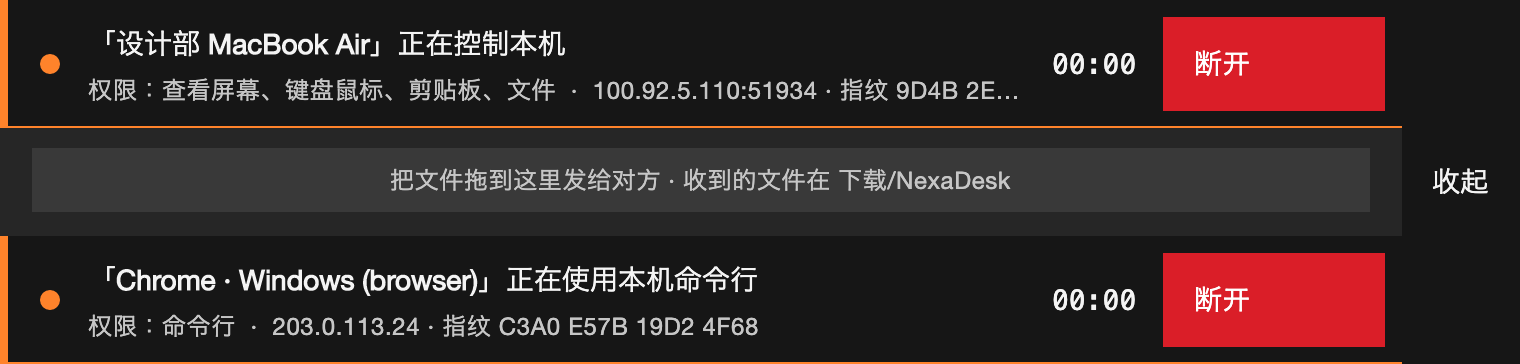 「设计部 MacBook Air」正在控制本机
权限：查看屏幕、键盘鼠标、剪贴板、文件 · 100.92.5.110:51934 · 指纹 9D4B 2E…
00:00
断开
把文件拖到这里发给对方 · 收到的文件在 下载/NexaDesk
收起
「Chrome · Windows (browser)」正在使用本机命令行
权限：命令行 · 203.0.113.24 · 指纹 C3A0 E57B 19D2 4F68
00:00
断开